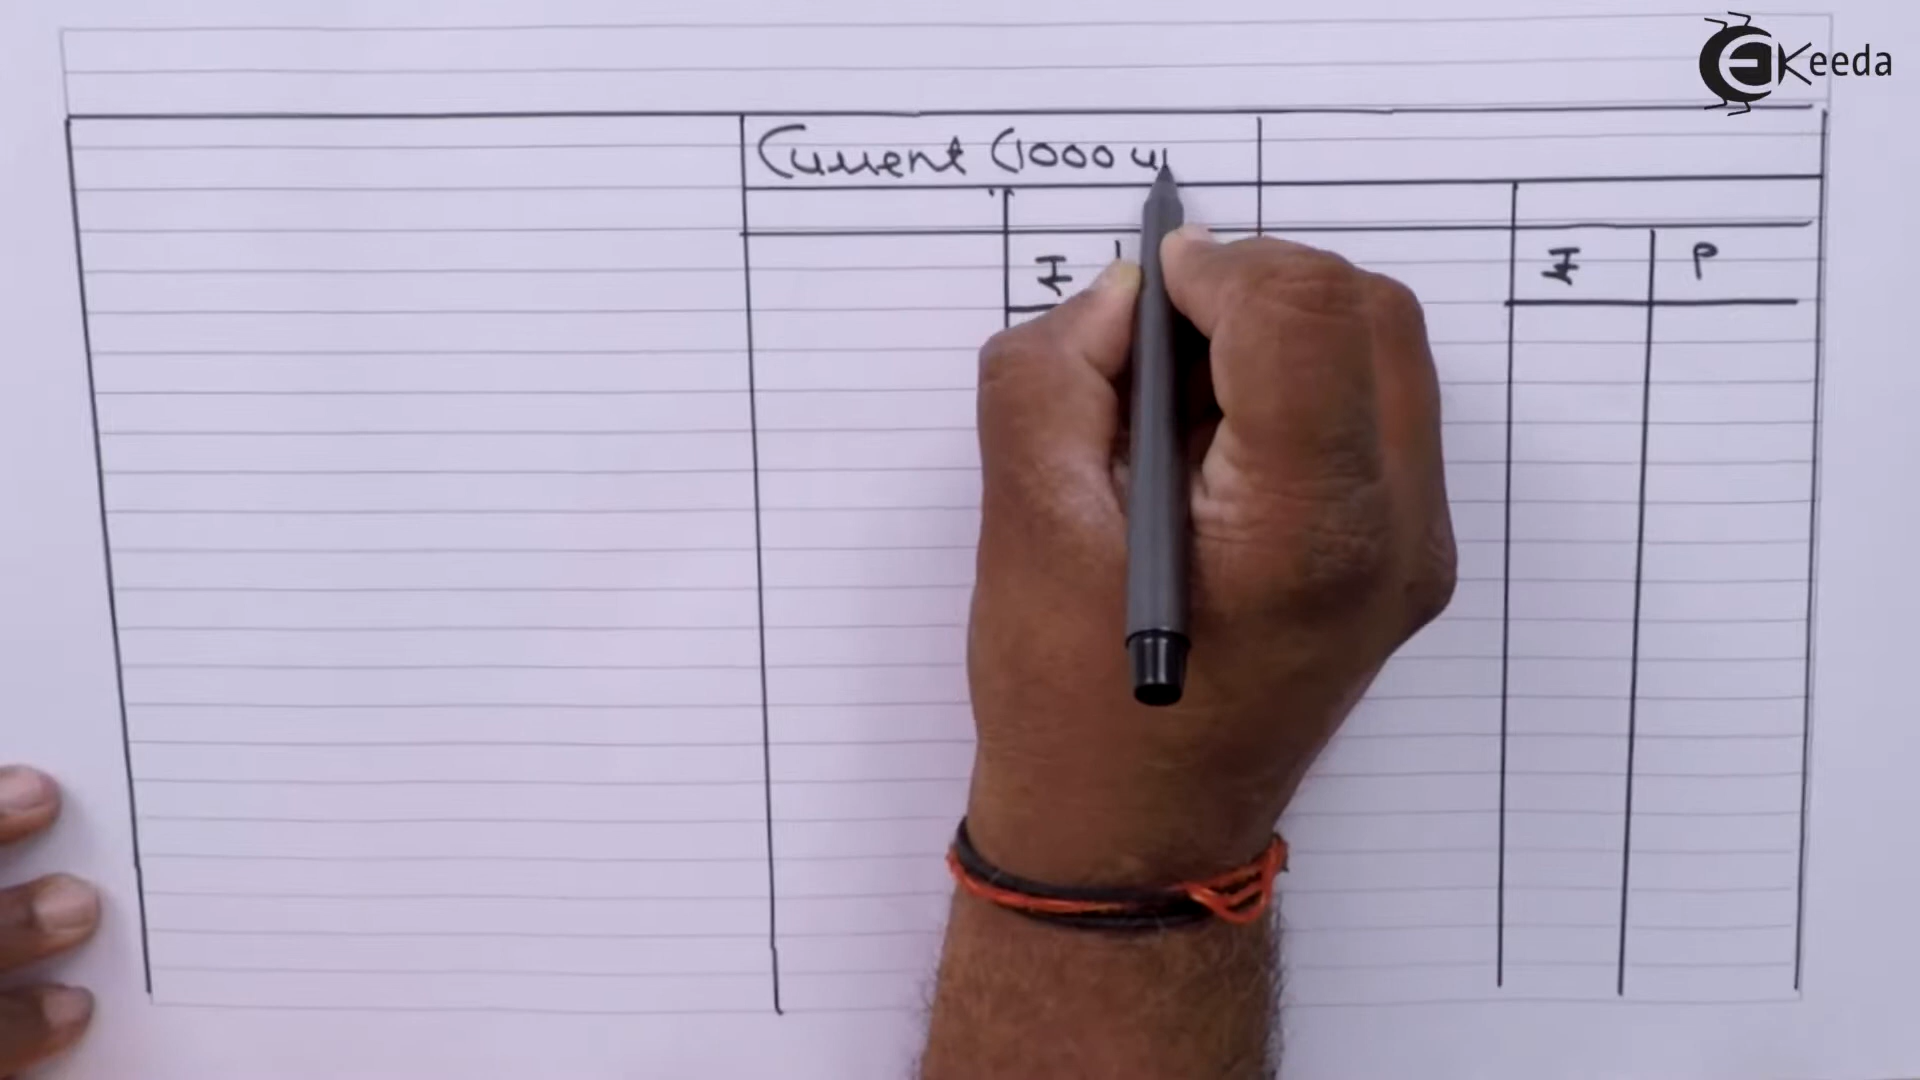 Keeda
Current (1000 u
₹ ₹ P